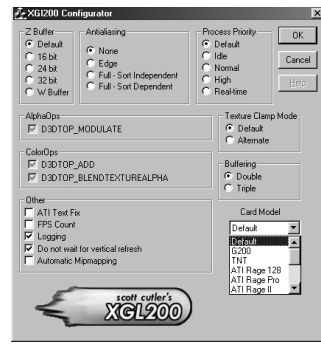 XGI200 Configurator
Z Buffer
Default
16 bit
24 bit
32 bit
W Buffer
Antialiasing
None
Edge
Full - Sort Independent
Full - Sort Dependent
Process Priority
Default
Idle
Normal
High
Real-time
OK
Cancel
Help
AlphaOps
D3DTOP_MODULATE
ColorOps
D3DTOP_ADD
D3DTOP_BLENDTEXTUREALPHA
Texture Clamp Mode
Default
Alternate
Buffering
Double
Triple
Other
ATI Text Fix
FPS Count
Logging
Do not wait for vertical refresh
Automatic Mipmapping
Card Model
Default
Default
G200
TNT
ATI Rage 128
ATI Rage Pro
ATI Rage II
scott cutler's
XGL200